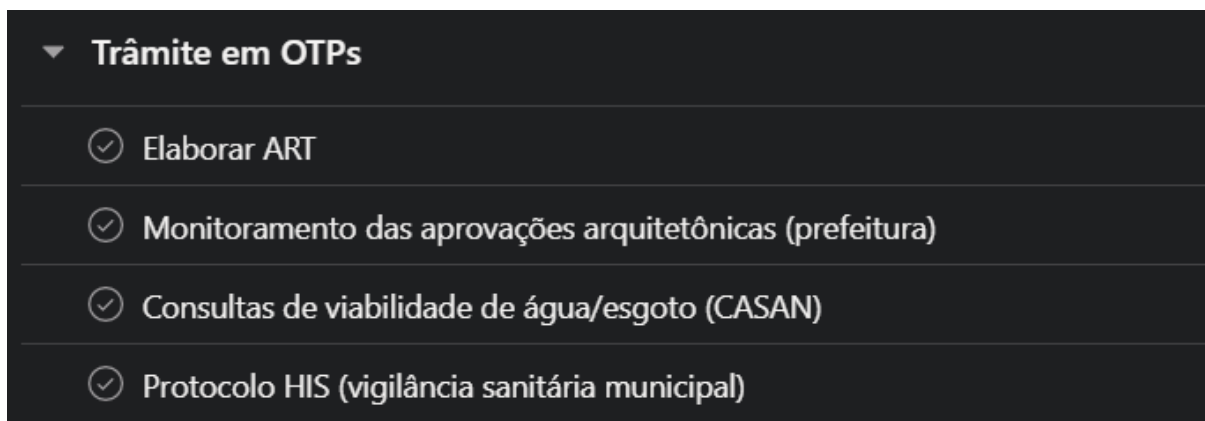 Trâmite em OTPs
Elaborar ART
Monitoramento das aprovações arquitetônicas (prefeitura)
Consultas de viabilidade de água/esgoto (CASAN)
Protocolo HIS (vigilância sanitária municipal)